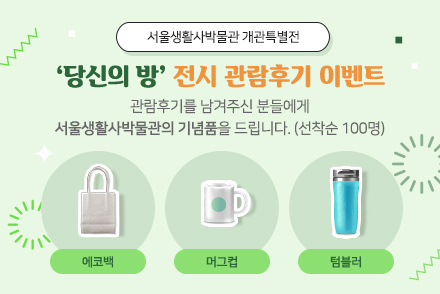 서울생활사박물관 개관특별전
‘당신의 방’ 전시 관람후기 이벤트
관람후기를 남겨주신 분들에게
서울생활사박물관의 기념품을 드립니다. (선착순 100명)
에코백
머그컵
텀블러